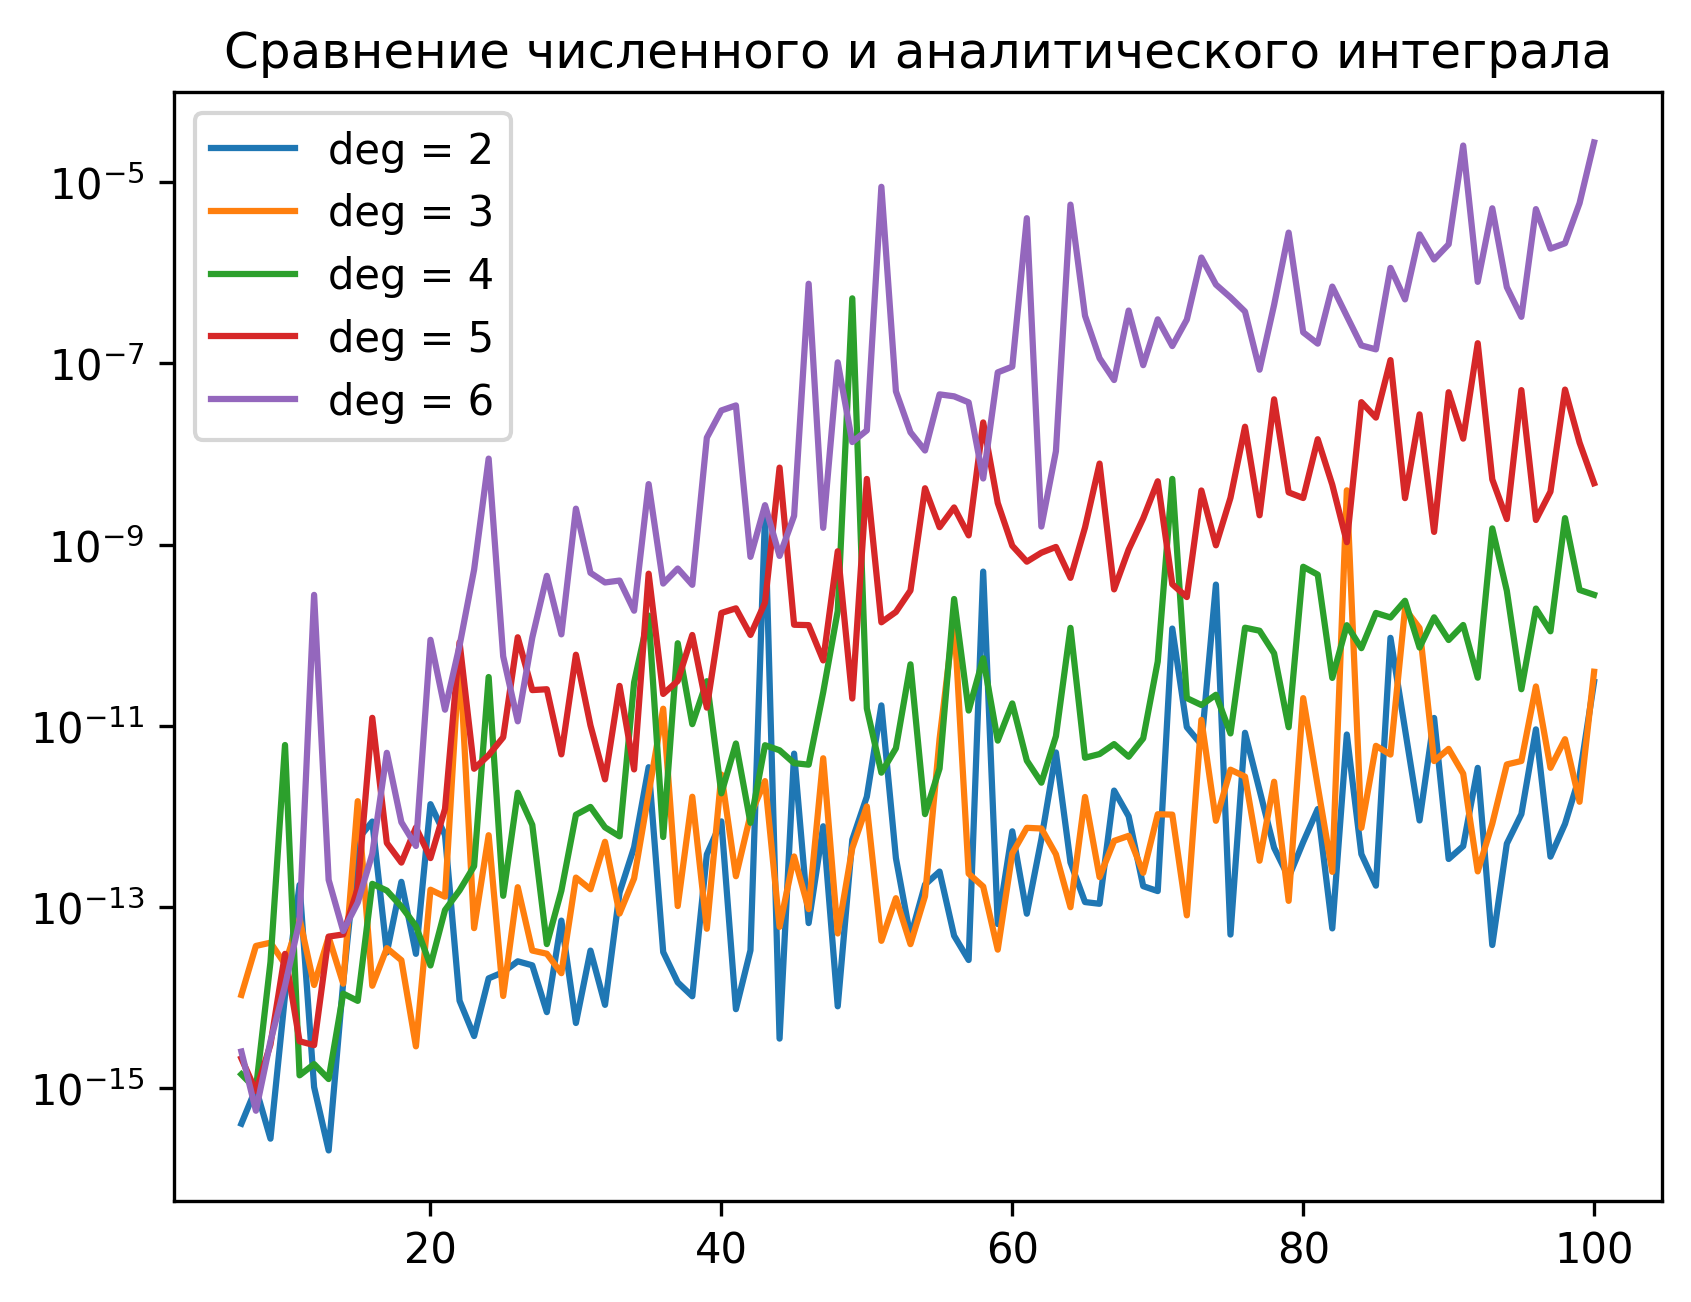 Сравнение численного и аналитического интеграла
deg = 2
deg = 3
deg = 4
deg = 5
deg = 6
10⁻⁵
10⁻⁷
10⁻⁹
10⁻¹¹
10⁻¹³
10⁻¹⁵
20 40 60 80 100